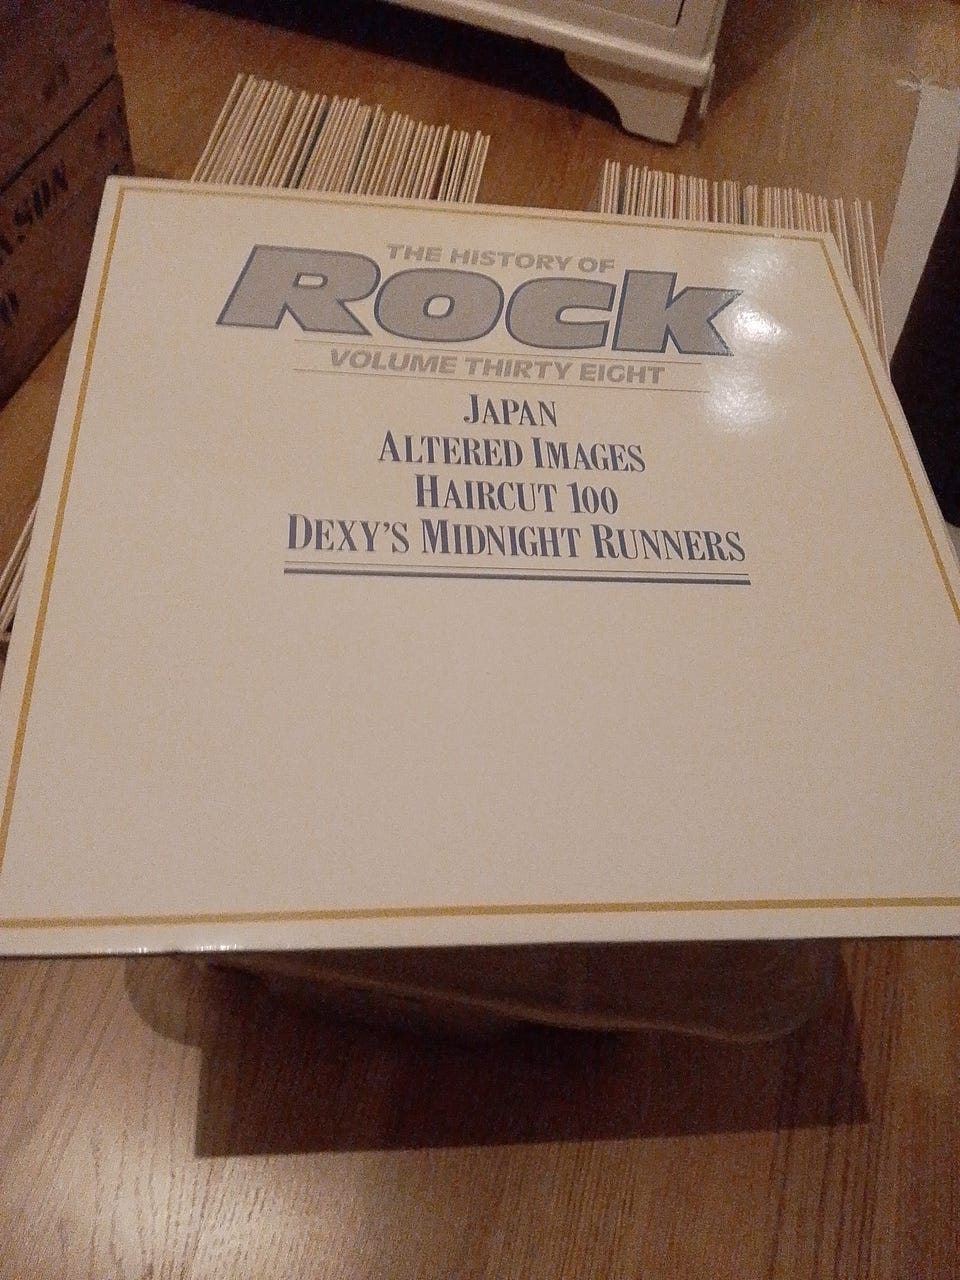 THE HISTORY OF
ROCK
VOLUME THIRTY EIGHT
JAPAN
ALTERED IMAGES
HAIRCUT 100
DEXY'S MIDNIGHT RUNNERS